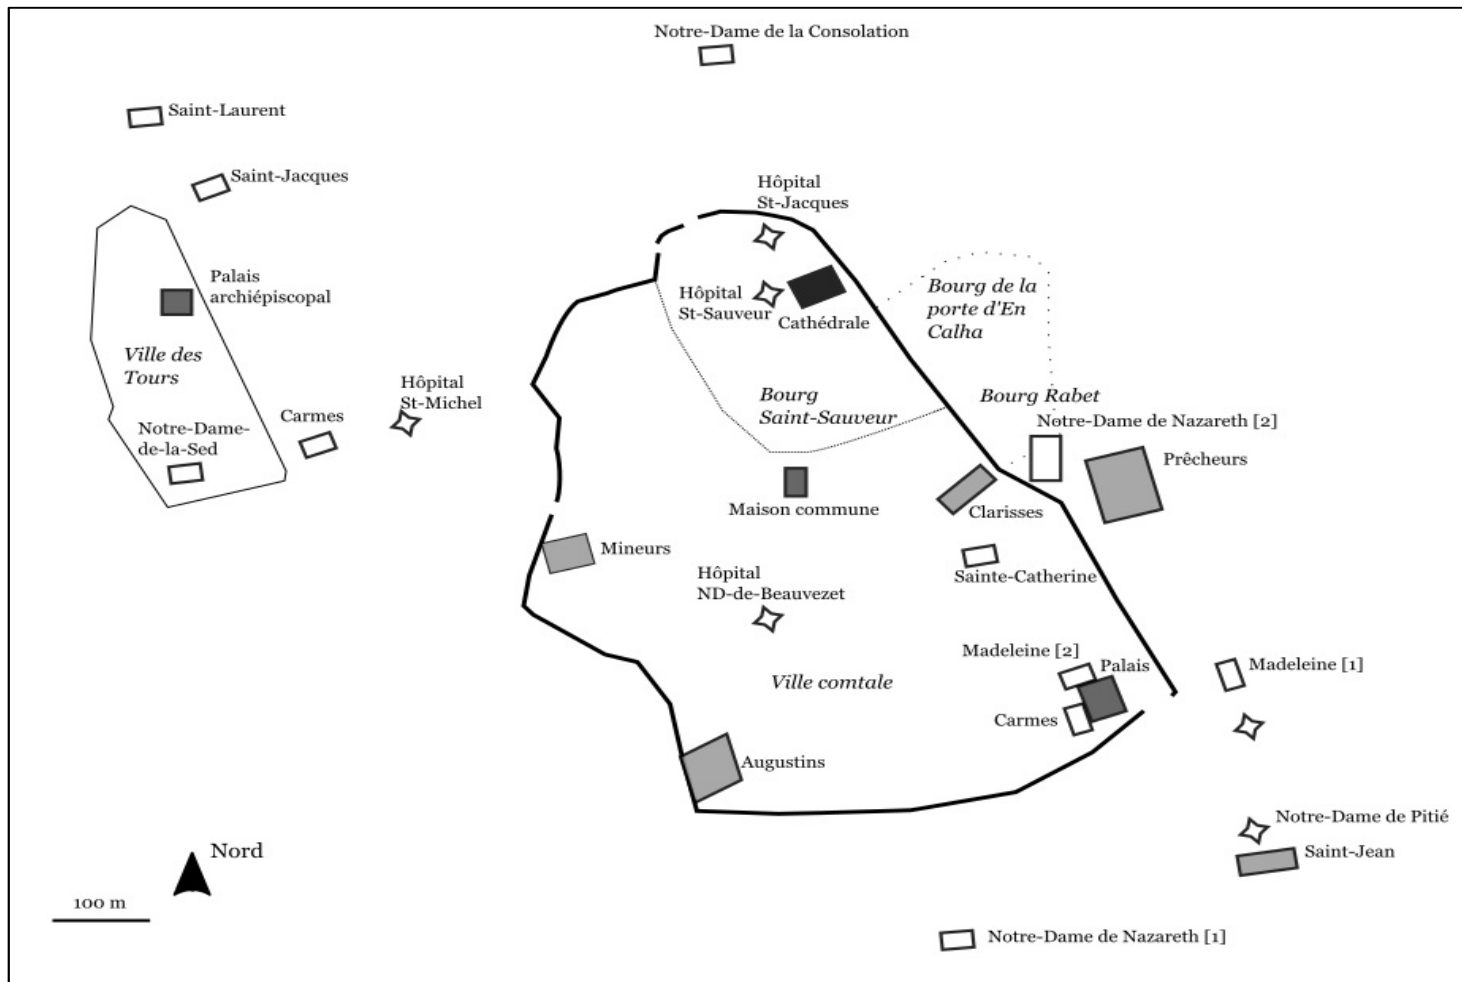 Notre-Dame de la Consolation
Saint-Laurent
Saint-Jacques
Hôpital
St-Jacques
Palais
archiépiscopal
Hôpital
St-Sauveur
Cathédrale
Bourg de la
porte d'En
Calha
Ville des
Tours
Hôpital
St-Michel
Carmes
Notre-Dame-
de-la-Sed
Bourg
Saint-Sauveur
Bourg Rabet
Notre-Dame de Nazareth [2]
Prêcheurs
Maison commune
Clarisses
Mineurs
Sainte-Catherine
Hôpital
ND-de-Beauvezet
Madeleine [2]
Palais
Madeleine [1]
Ville comtale
Carmes
Augustins
Notre-Dame de Pitié
Saint-Jean
Nord
100 m
Notre-Dame de Nazareth [1]